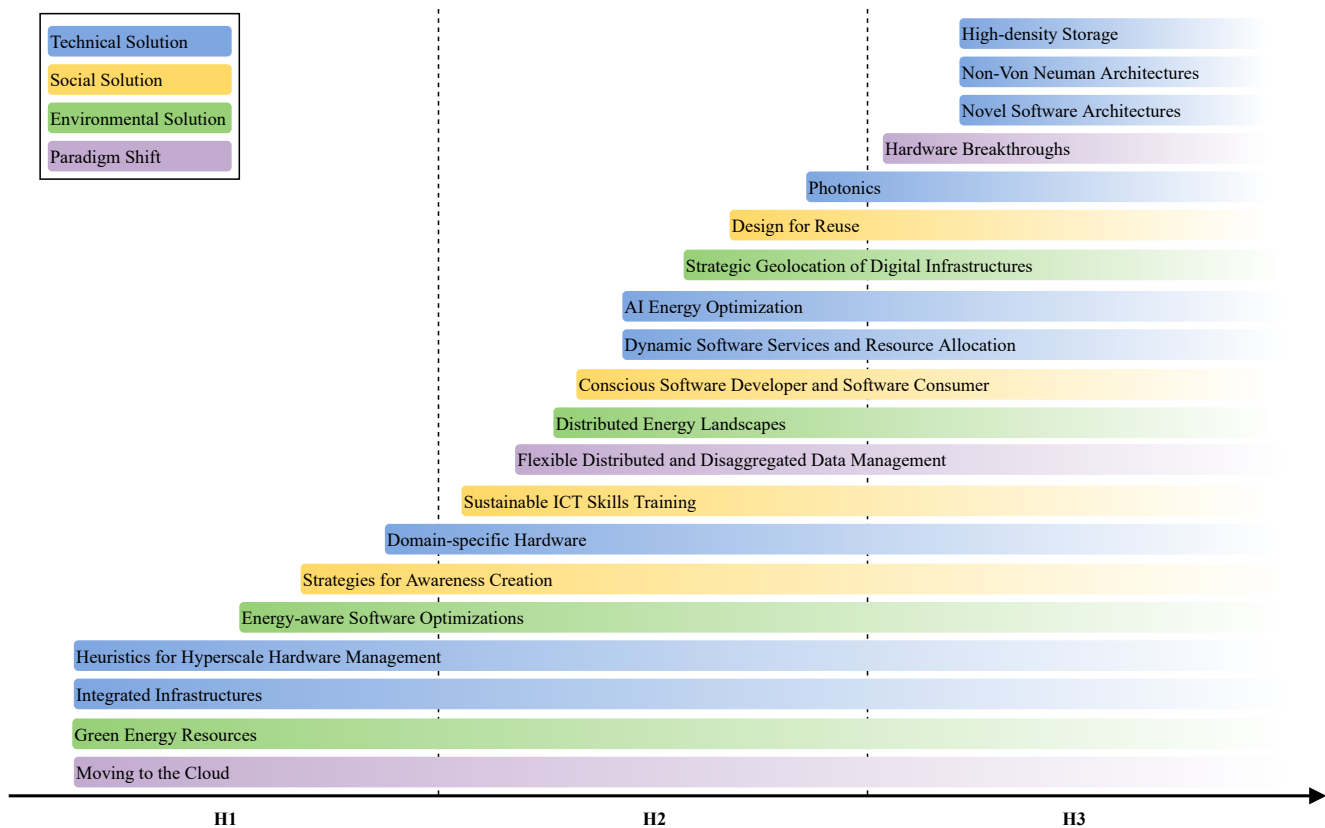 Technical Solution
Social Solution
Environmental Solution
Paradigm Shift
High-density Storage
Non-Von Neuman Architectures
Novel Software Architectures
Hardware Breakthroughs
Photonics
Design for Reuse
Strategic Geolocation of Digital Infrastructures
AI Energy Optimization
Dynamic Software Services and Resource Allocation
Conscious Software Developer and Software Consumer
Distributed Energy Landscapes
Flexible Distributed and Disaggregated Data Management
Sustainable ICT Skills Training
Domain-specific Hardware
Strategies for Awareness Creation
Energy-aware Software Optimizations
Heuristics for Hyperscale Hardware Management
Integrated Infrastructures
Green Energy Resources
Moving to the Cloud
H1 H2 H3